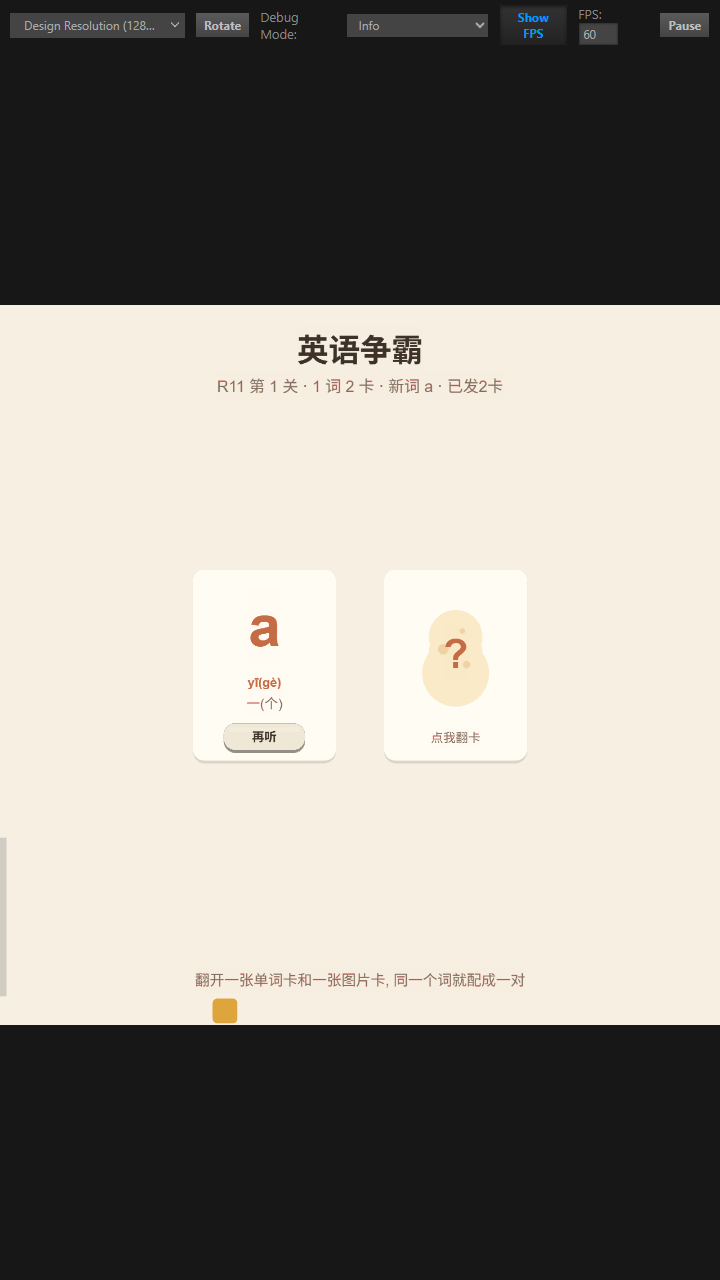 Design Resolution (128...
Rotate
Debug Mode:
Info
Show FPS
FPS:
60
Pause
英语争霸
R11 第 1 关 · 1 词 2 卡 · 新词 a · 已发2卡
a
yī(gè)
一(个)
再听
?
点我翻卡
翻开一张单词卡和一张图片卡, 同一个词就配成一对